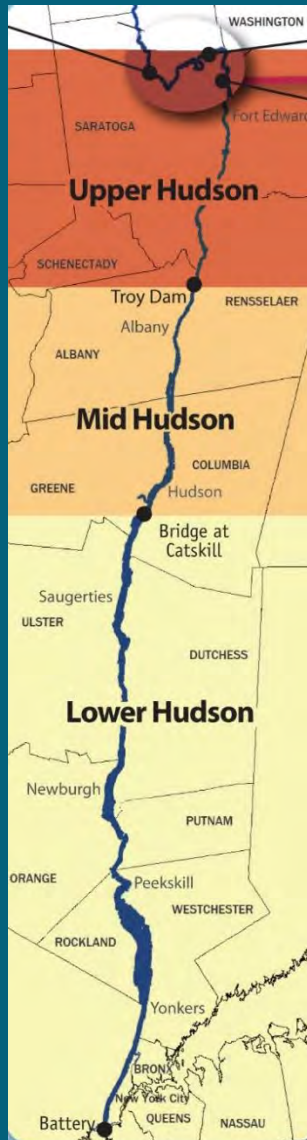 WASHINGTON
Fort Edward
SARATOGA
Upper Hudson
SCHENECTADY
Troy Dam
RENSSELAER
Albany
ALBANY
Mid Hudson
COLUMBIA
GREENE
Hudson
Bridge at
Catskill
Saugerties
ULSTER
DUTCHESS
Lower Hudson
Newburgh
PUTNAM
ORANGE
Peekskill
WESTCHESTER
ROCKLAND
Yonkers
BRONX
New York City
Battery
QUEENS
NASSAU